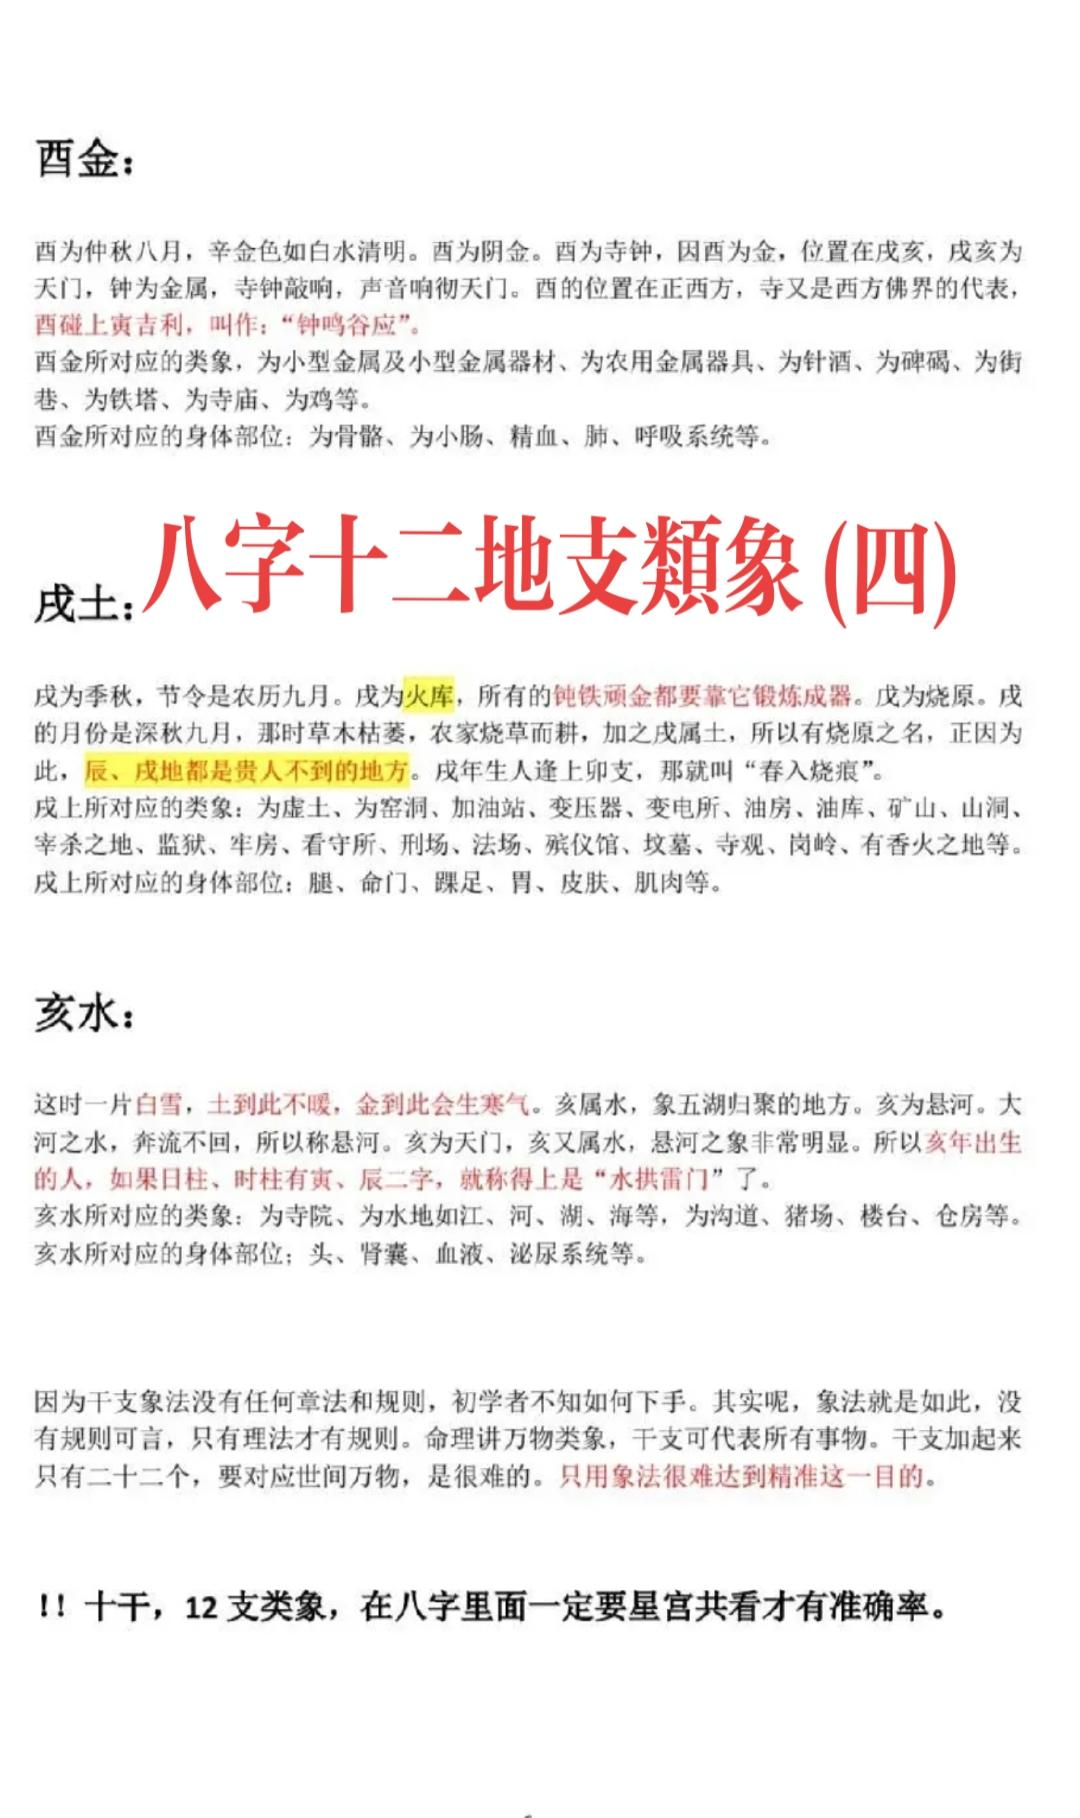 酉金：
酉为仲秋八月，辛金色如白水清明。酉为阴金。酉为寺钟，因酉为金，位置在戌亥，戌亥为
天门，钟为金属，寺钟敲响，声音响彻天门。酉的位置在正西方，寺又是西方佛界的代表，
酉碰上寅吉利，叫作：“钟鸣谷应”。
酉金所对应的类象，为小型金属及小型金属器材、为农用金属器具、为针酒、为碑碣、为街
巷、为铁塔、为寺庙、为鸡等。
酉金所对应的身体部位：为骨骼、为小肠、精血、肺、呼吸系统等。
八字十二地支類象(四)
戌土：
戌为季秋，节令是农历九月。戌为火库，所有的钝铁顽金都要靠它锻炼成器。戊为烧原。戌
的月份是深秋九月，那时草木枯萎，农家烧草而耕，加之戌属土，所以有烧原之名，正因为
此，辰、戌地都是贵人不到的地方。戌年生人逢上卯支，那就叫“春入烧痕”。
戌上所对应的类象：为虚土、为窑洞、加油站、变压器、变电所、油房、油库、矿山、山洞、
宰杀之地、监狱、牢房、看守所、刑场、法场、殡仪馆、坟墓、寺观、岗岭、有香火之地等。
戌上所对应的身体部位：腿、命门、踝足、胃、皮肤、肌肉等。
亥水：
这时一片白雪，土到此不暖，金到此会生寒气。亥属水，象五湖归聚的地方。亥为悬河。大
河之水，奔流不回，所以称悬河。亥为天门，亥又属水，悬河之象非常明显。所以亥年出生
的人，如果日柱、时柱有寅、辰二字，就称得上是“水拱雷门”了。
亥水所对应的类象：为寺院、为水地如江、河、湖、海等，为沟道、猪场、楼台、仓房等。
亥水所对应的身体部位；头、肾囊、血液、泌尿系统等。
因为干支象法没有任何章法和规则，初学者不知如何下手。其实呢，象法就是如此，没
有规则可言，只有理法才有规则。命理讲万物类象，干支可代表所有事物。干支加起来
只有二十二个，要对应世间万物，是很难的。只用象法很难达到精准这一目的。
!! 十干，12 支类象，在八字里面一定要星宫共看才有准确率。